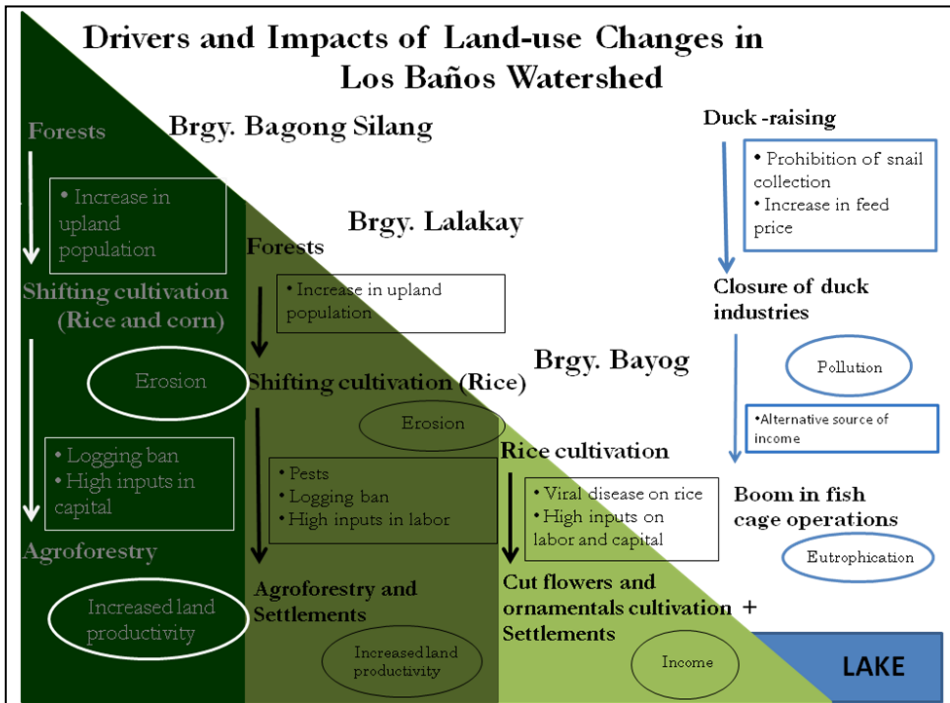 Drivers and Impacts of Land-use Changes in
Los Baños Watershed
Brgy. Bagong Silang
Forests
• Increase in
upland
population
Shifting cultivation
(Rice and corn)
Erosion
• Logging ban
• High inputs in
capital
Agroforestry
Increased land
productivity
Brgy. Lalakay
Forests
• Increase in upland
population
Shifting cultivation (Rice)
Erosion
• Pests
• Logging ban
• High inputs in labor
Agroforestry and
Settlements
Increased land
productivity
Brgy. Bayog
Rice cultivation
• Viral disease on rice
• High inputs on
labor and capital
Cut flowers and
ornamentals cultivation +
Settlements
Income
Duck -raising
• Prohibition of snail
collection
• Increase in feed
price
Closure of duck
industries
Pollution
•Alternative source of
income
Boom in fish
cage operations
Eutrophication
LAKE